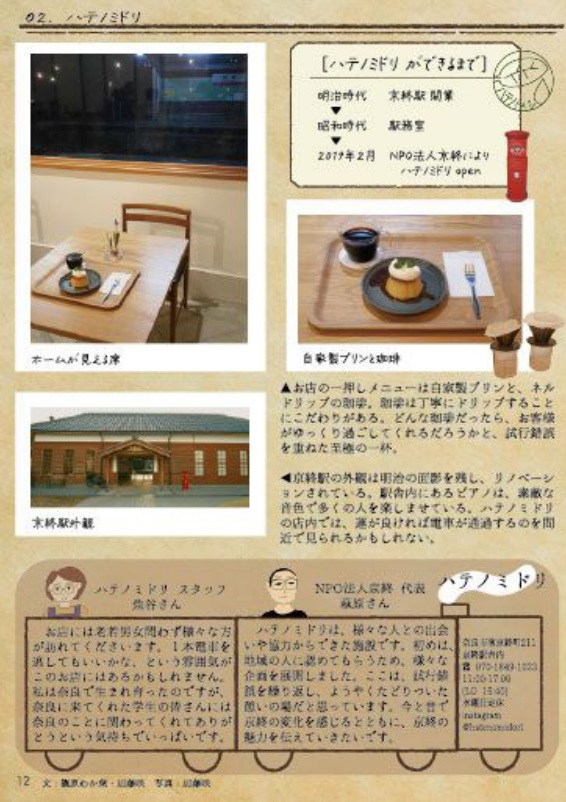 02. ハテノミドリ
[ハテノミドリ ができるまで]
明治時代 京終駅 開業
▼
昭和時代 駅務室
▼
2019年2月 NPO法人京終により
ハテノミドリ open
ホームが見える席
自家製プリンと珈琲
▲お店の一押しメニューは自家製プリンと、ネル
ドリップの珈琲。珈琲は丁寧にドリップすること
にこだわりがある。どんな珈琲だったら、お客様
がゆっくり過ごしてくれるだろうかと、試行錯誤
を重ねた至極の一杯。
京終駅外観
◀京終駅の外観は明治の面影を残し、リノベーシ
ョンされている。駅舎内にあるピアノは、素敵な
音色で多くの人を楽しませている。ハテノミドリ
の店内では、運が良ければ電車が通過するのを間
近で見られるかもしれない。
ハテノミドリ スタッフ
熊谷さん
お店には老若男女問わず様々な方
が訪れてくださいます。1本電車を
逃してもいいかな、という雰囲気が
このお店にはあるかもしれません。
私は奈良で生まれ育ったのですが、
奈良に来てくれた学生の皆さんには
奈良のことに関わってくれてありが
とうという気持ちでいっぱいです。
NPO法人京終 代表
萩原さん
ハテノミドリは、様々な人との出会
いや協力からできた施設です。初めは、
地域の人に認めてもらうため、様々な
企画を展開しました。ここは、試行錯
誤を繰り返し、ようやくたどりついた
憩いの場だと思っています。今と昔で
京終の変化を感じるとともに、京終の
魅力を伝えていきたいです。
ハテノミドリ
奈良市南京終町211
京終駅舎内
11:00-17:00
(LO 16:40)
水曜日定休
instagram
@hatenomidori
12 文:
写真:加藤咲